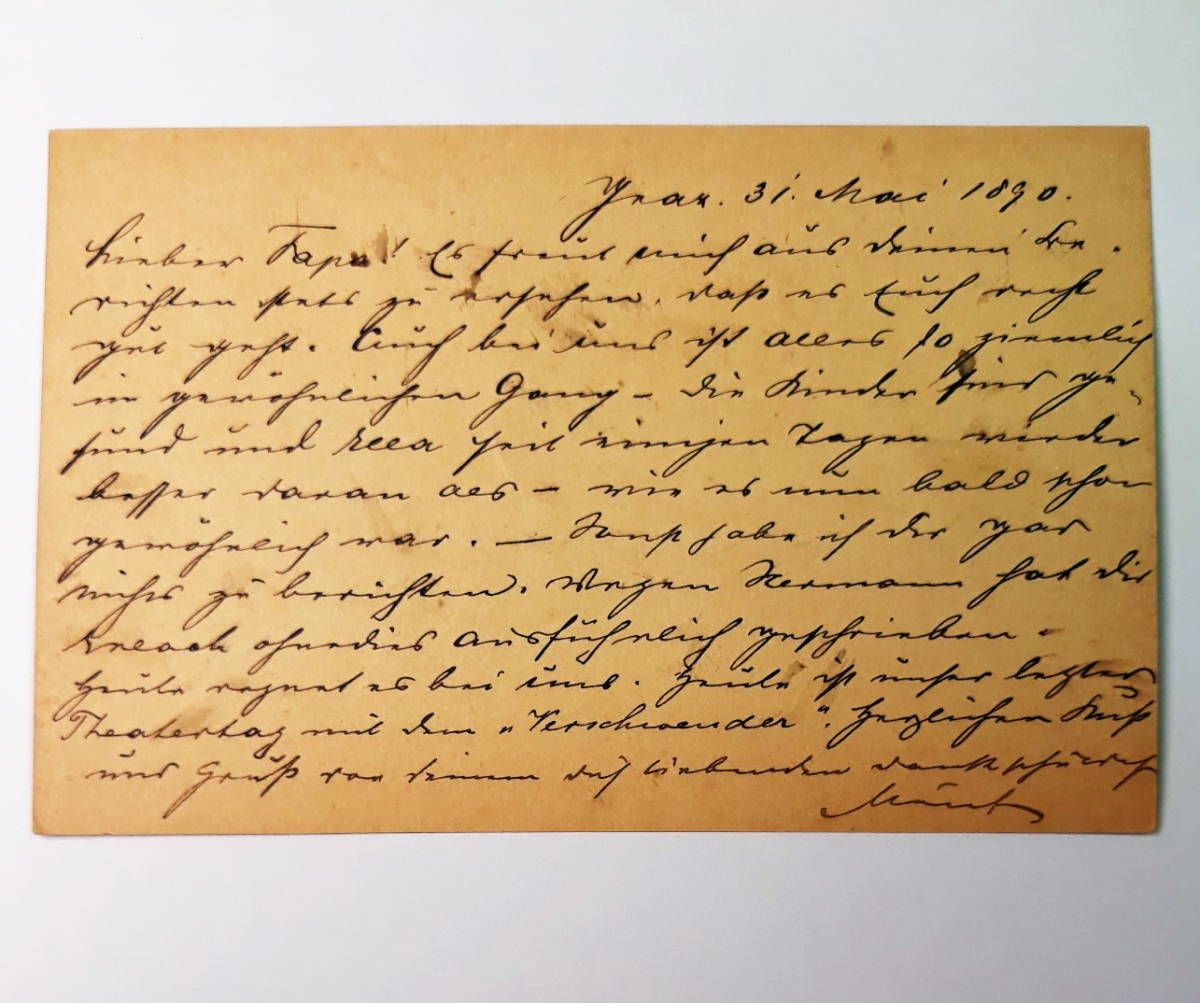 Graz. 31. Mai 1890.
Lieber Papa! Es freut mich aus deinen Be-
richten stets zu ersehen, daß es Euch recht
gut geht. Auch bei uns ist alles so ziemlich
im gewöhnlichen Gang – die Kinder sind ge-
sund und seit einigen Tagen wieder
besser daran als – wie es nun bald schon
gewöhnlich war. — Sonst habe ich dir gar
nichts zu berichten. Wegen Hermann hat dir
ohnedies ausführlich geschrieben.
Heute regnet es bei uns. Heute ist unser letzter
Theatertag mit dem „Verschwender“. Herzlichen Kuß
und Gruß von deinem dich liebenden dankschuldigst